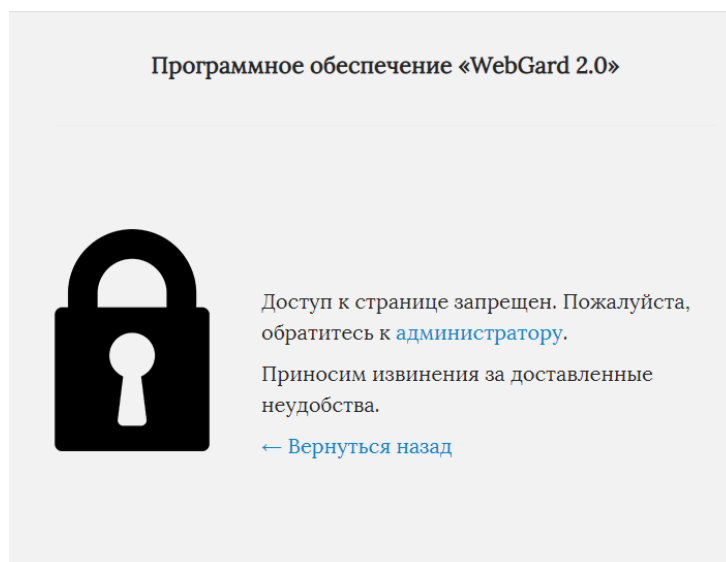 Программное обеспечение «WebGard 2.0»
Доступ к странице запрещен. Пожалуйста,
обратитесь к администратору.
Приносим извинения за доставленные
неудобства.
← Вернуться назад